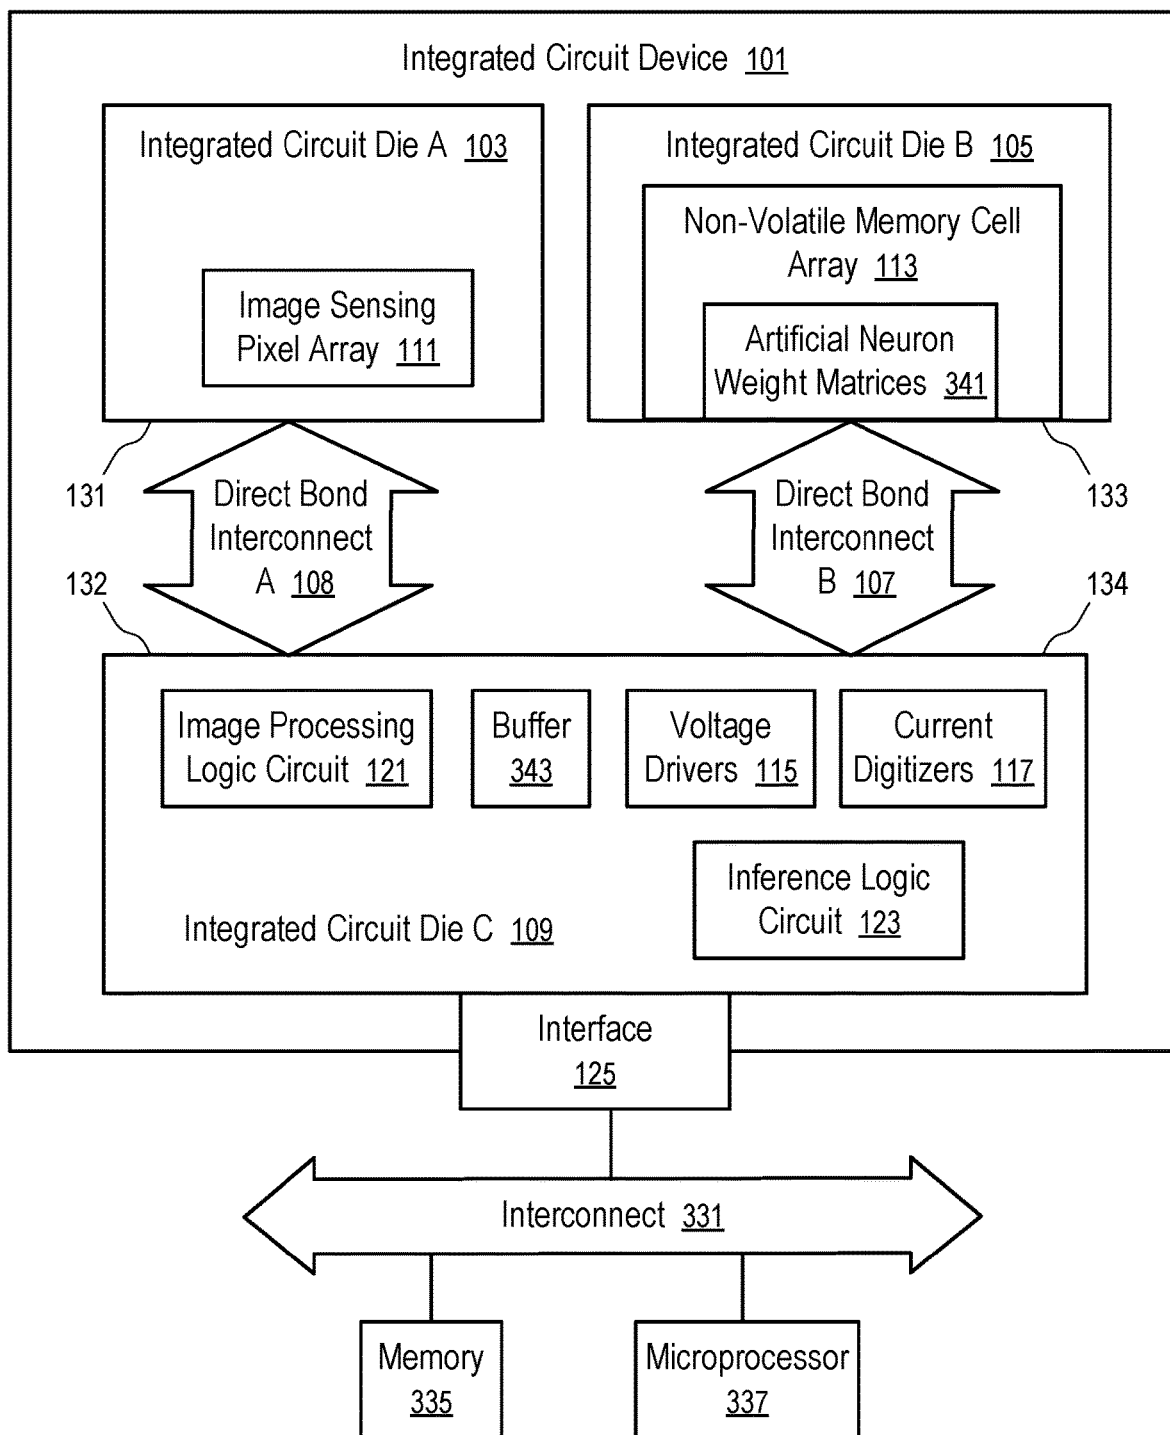 Integrated Circuit Device 101
Integrated Circuit Die A 103
Image Sensing
Pixel Array 111
Integrated Circuit Die B 105
Non-Volatile Memory Cell
Array 113
Artificial Neuron
Weight Matrices 341
131
Direct Bond
Interconnect
A 108
132
Direct Bond
Interconnect
B 107
133
134
Image Processing
Logic Circuit 121
Buffer
343
Voltage
Drivers 115
Current
Digitizers 117
Inference Logic
Circuit 123
Integrated Circuit Die C 109
Interface
125
Interconnect 331
Memory
335
Microprocessor
337